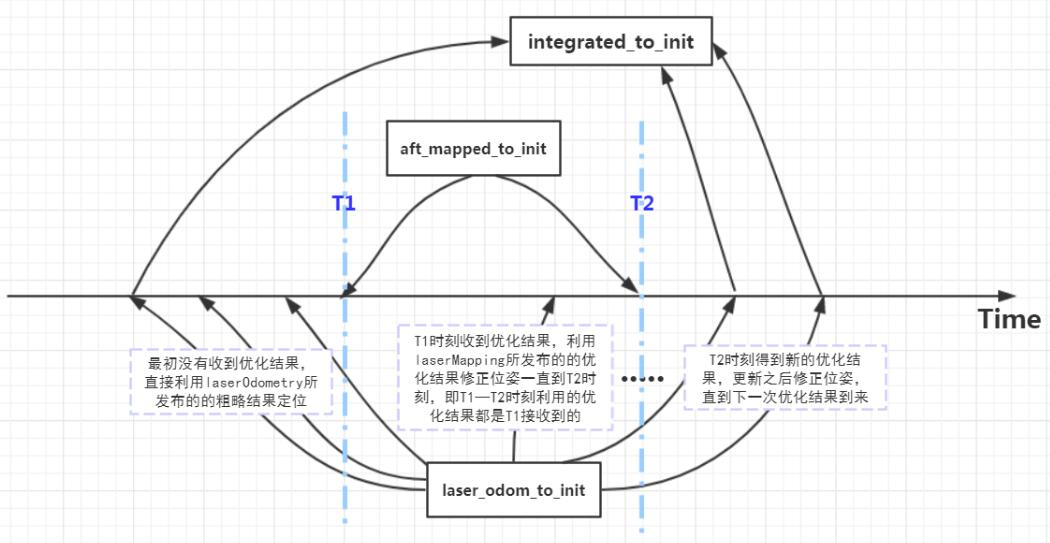 integrated_to_init
aft_mapped_to_init
T1
T2
Time
最初没有收到优化结果，
直接利用laserOdometry所
发布的的粗略结果定位
T1时刻收到优化结果，利用
laserMapping所发布的的优
化结果修正位姿一直到T2时
刻，即T1—T2时刻利用的优
化结果都是T1接收到的
······
T2时刻得到新的优化结
果，更新之后修正位姿，
直到下一次优化结果到来
laser_odom_to_init